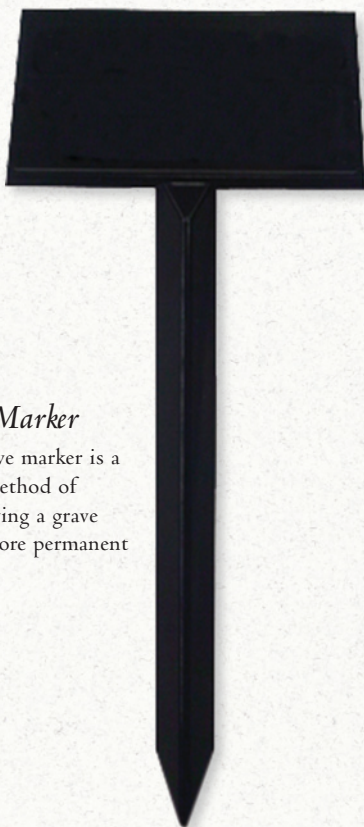 Marker
ve marker is a
ethod of
ing a grave
ore permanent